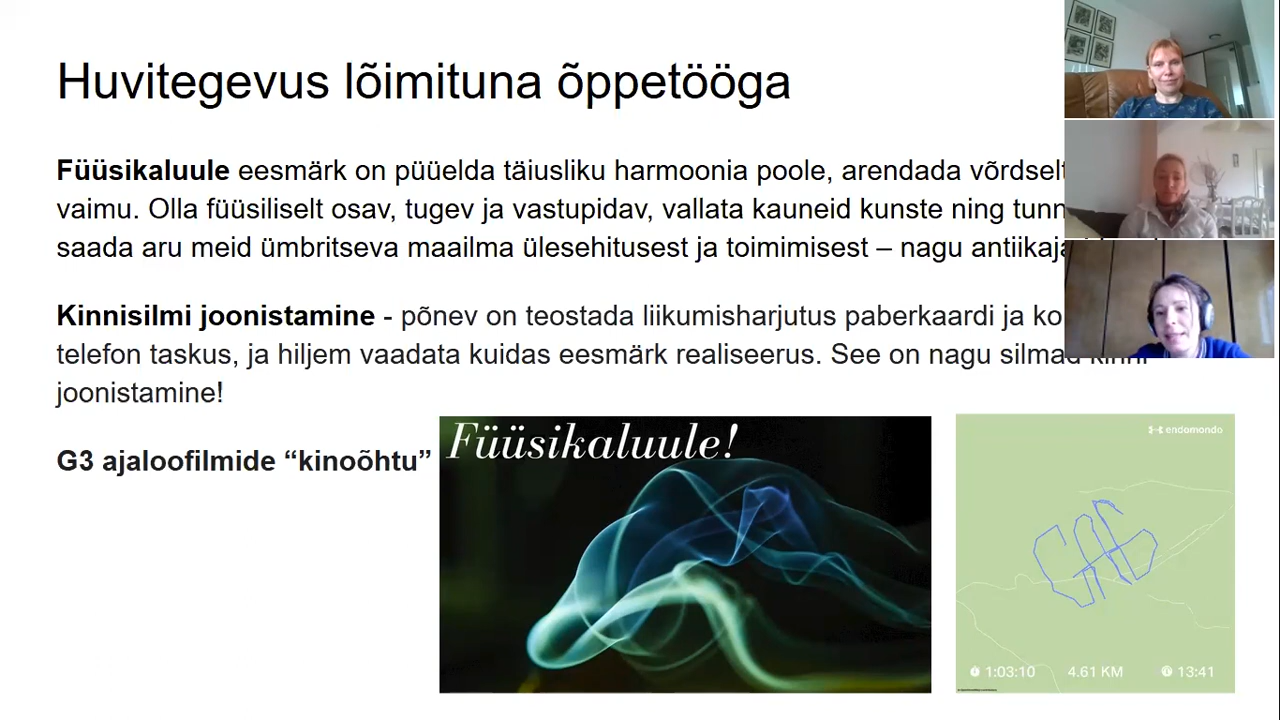 Huvitegevus lõimituna õppetööga
Füüsikaluule eesmärk on püüelda täiusliku harmoonia poole, arendada võrdselt
vaimu. Olla füüsiliselt osav, tugev ja vastupidav, vallata kauneid kunste ning
saada aru meid ümbritseva maailma ülesehitusest ja toimimisest – nagu
Kinnisilmi joonistamine - põnev on teostada liikumisharjutus paberkaardi ja
telefon taskus, ja hiljem vaadata kuidas eesmärk realiseerus. See on nagu silmad kinni
joonistamine!
G3 ajaloofilmide “kinoõhtu”
Füüsikaluule!
endomondo
GAG
1:03:10 4.61 KM 13:41